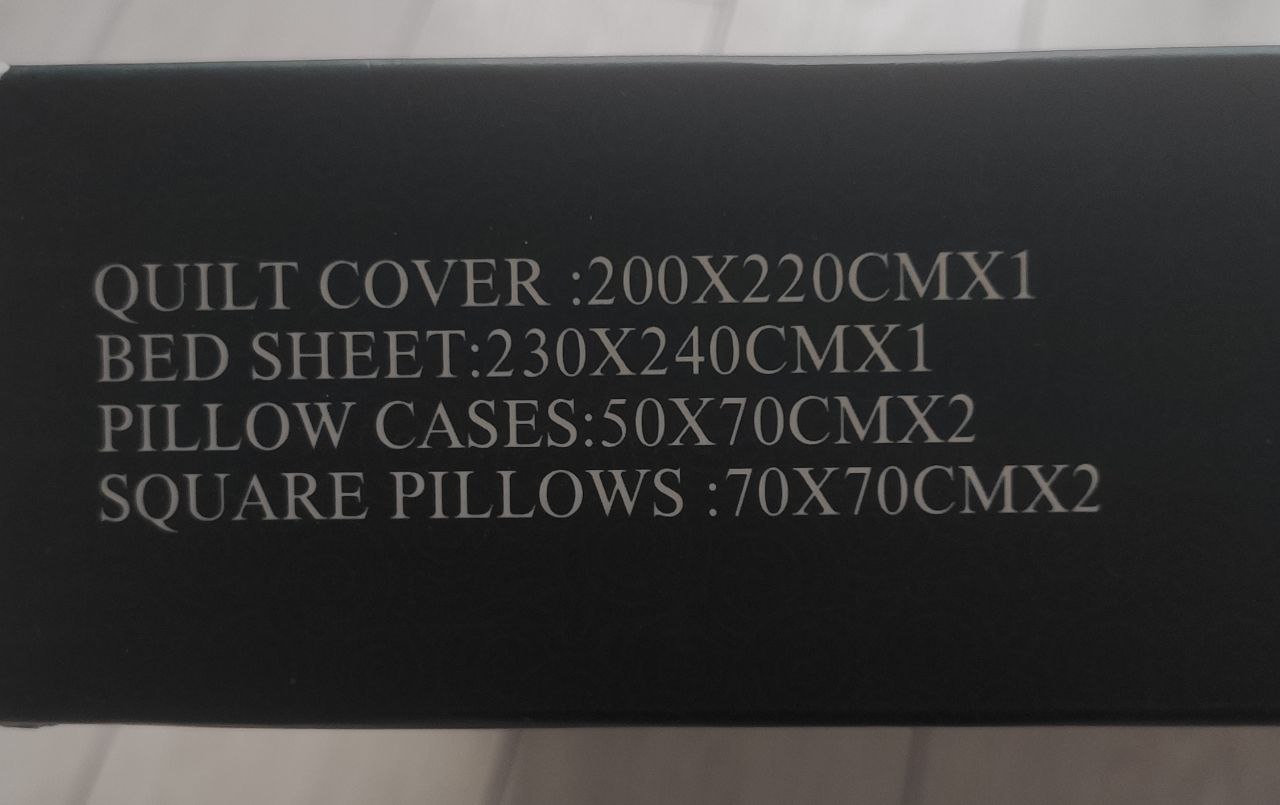 QUILT COVER :200X220CMX1
BED SHEET:230X240CMX1
PILLOW CASES:50X70CMX2
SQUARE PILLOWS :70X70CMX2